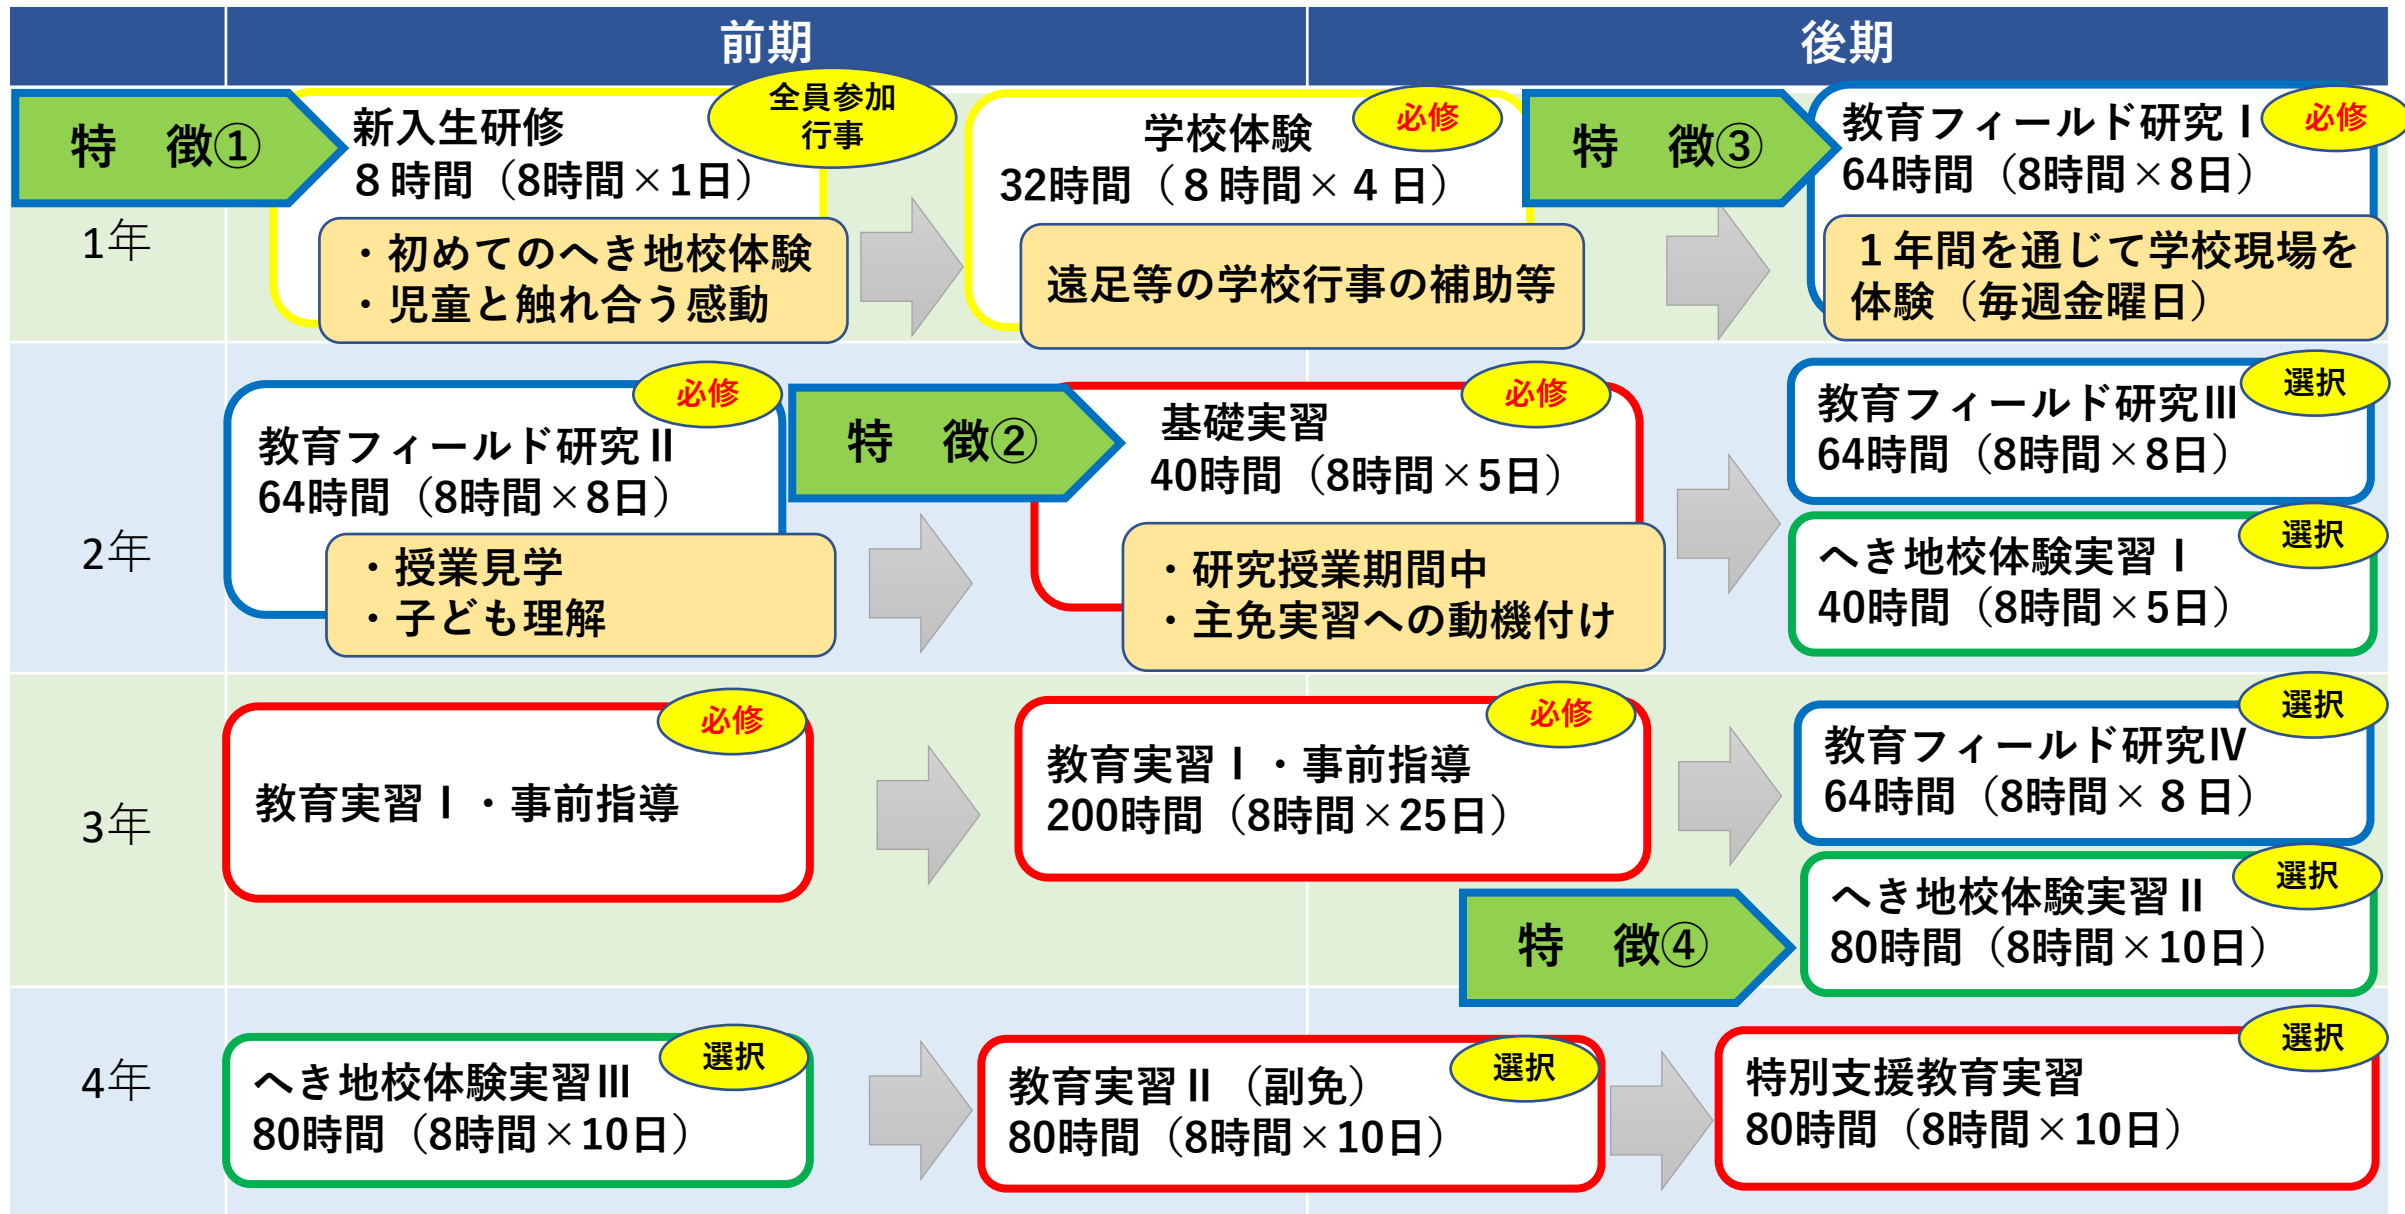 前期
後期
1年
特　徴①
新入生研修
８時間（8時間×1日）
全員参加
行事
・初めてのへき地校体験
・児童と触れ合う感動
学校体験
32時間（８時間×４日）
必修
遠足等の学校行事の補助等
特　徴③
教育フィールド研究Ⅰ
64時間（8時間×8日）
必修
１年間を通じて学校現場を
体験（毎週金曜日）
2年
教育フィールド研究Ⅱ
64時間（8時間×8日）
必修
・授業見学
・子ども理解
特　徴②
基礎実習
40時間（8時間×5日）
必修
・研究授業期間中
・主免実習への動機付け
教育フィールド研究Ⅲ
64時間（8時間×8日）
選択
へき地校体験実習Ⅰ
40時間（8時間×5日）
選択
3年
教育実習Ⅰ・事前指導
必修
教育実習Ⅰ・事前指導
200時間（8時間×25日）
必修
教育フィールド研究Ⅳ
64時間（8時間×８日）
選択
特　徴④
へき地校体験実習Ⅱ
80時間（8時間×10日）
選択
4年
へき地校体験実習Ⅲ
80時間（8時間×10日）
選択
教育実習Ⅱ（副免）
80時間（8時間×10日）
選択
特別支援教育実習
80時間（8時間×10日）
選択